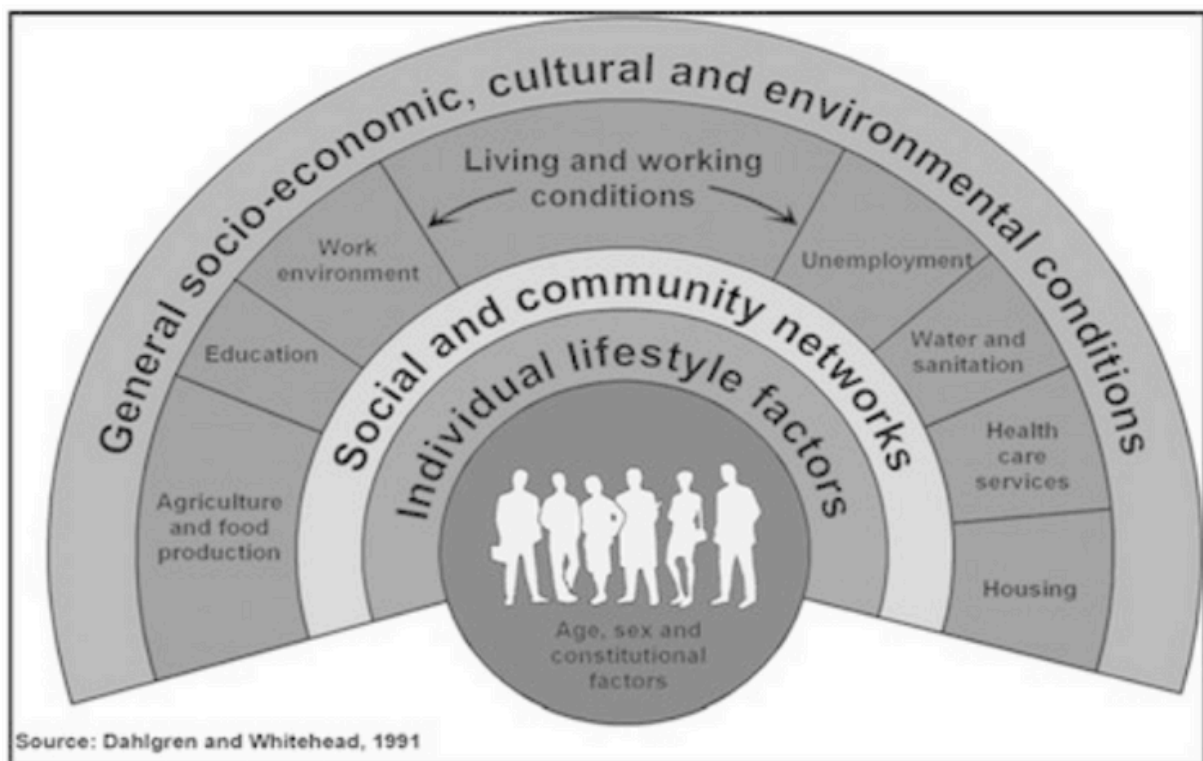 General socio-economic, cultural and environmental conditions
Living and working
conditions
Work
environment
Education
Agriculture
and food
production
Unemployment
Water and
sanitation
Health
care
services
Housing
Social and community networks
Individual lifestyle factors
Age, sex and
constitutional
factors
Source: Dahlgren and Whitehead, 1991